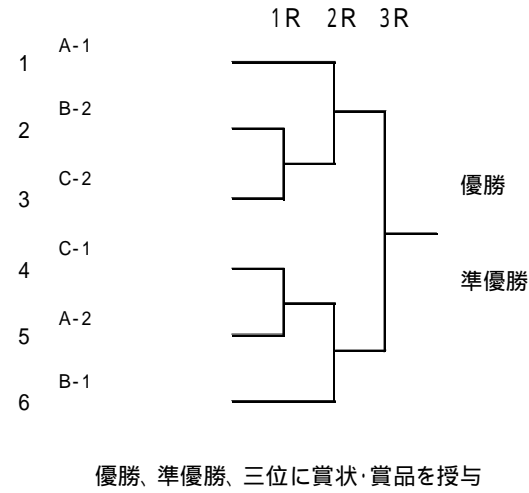 1R 2R 3R
1 A-1
2 B-2
3 C-2
優勝
4 C-1
準優勝
5 A-2
6 B-1
優勝、準優勝、三位に賞状・賞品を授与